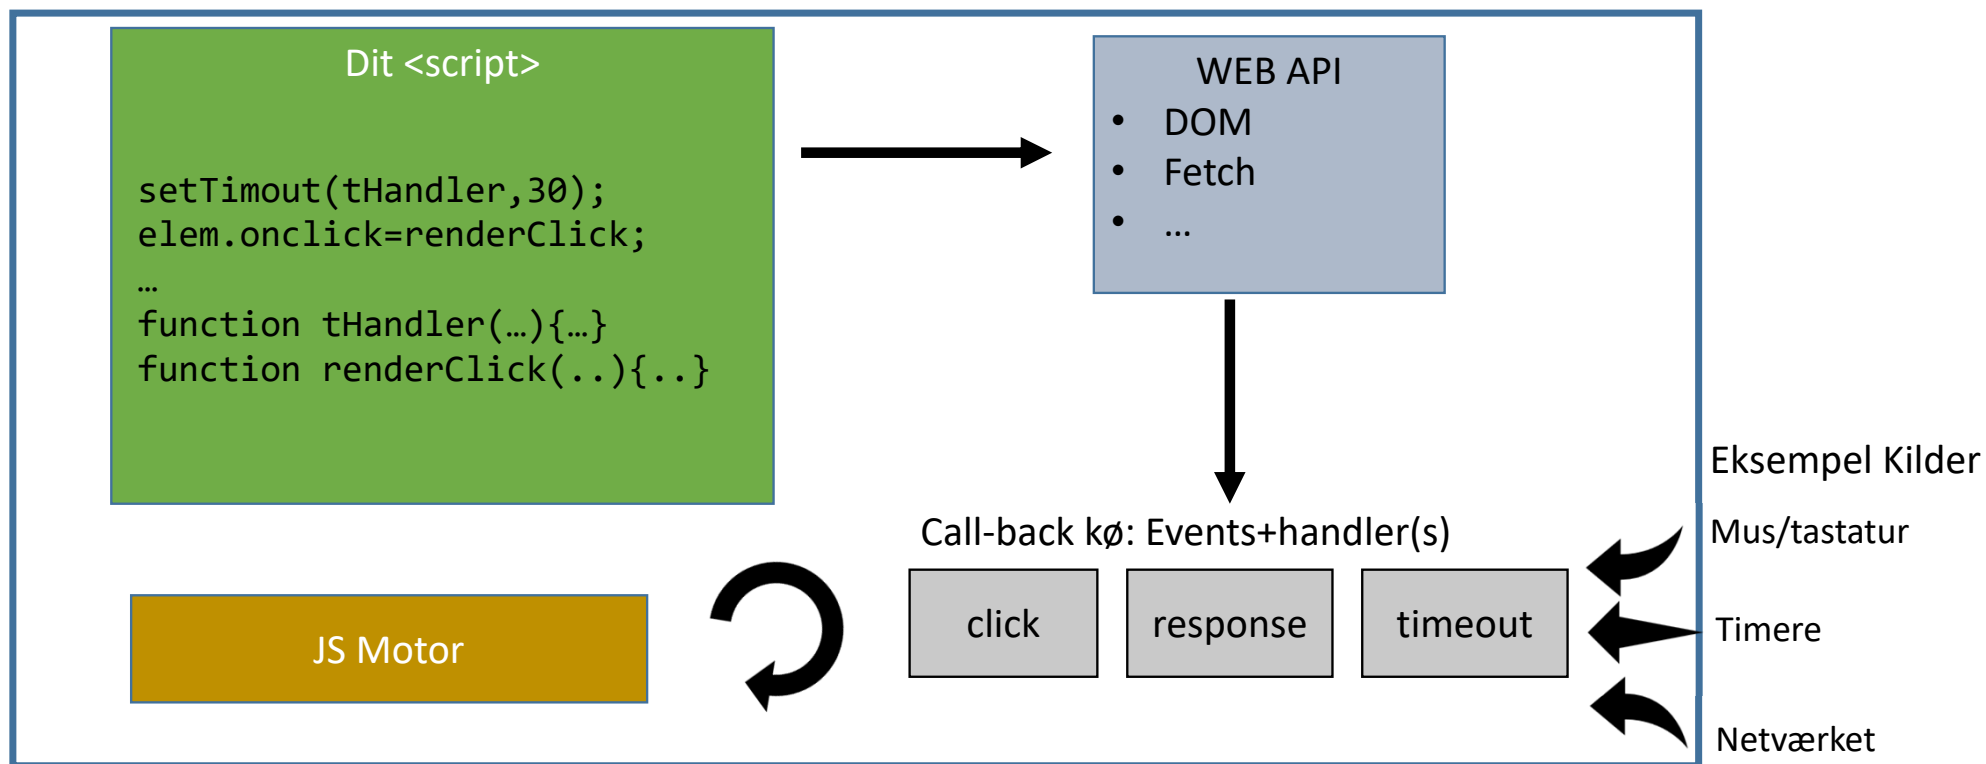 Dit <script>
setTimout(tHandler,30);
elem.onclick=renderClick;
…
function tHandler(…){…}
function renderClick(..){..}
WEB API
• DOM
• Fetch
• …
Eksempel Kilder
Call-back kø: Events+handler(s)
Mus/tastatur
click
response
timeout
Timere
JS Motor
Netværket